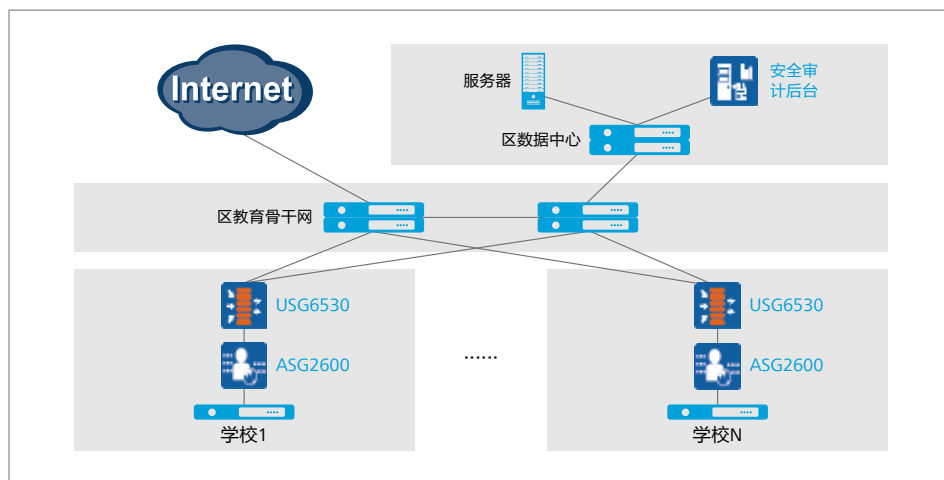 Internet
服务器
安全审
计后台
区数据中心
区教育骨干网
USG6530
USG6530
ASG2600
......
ASG2600
学校1
学校N